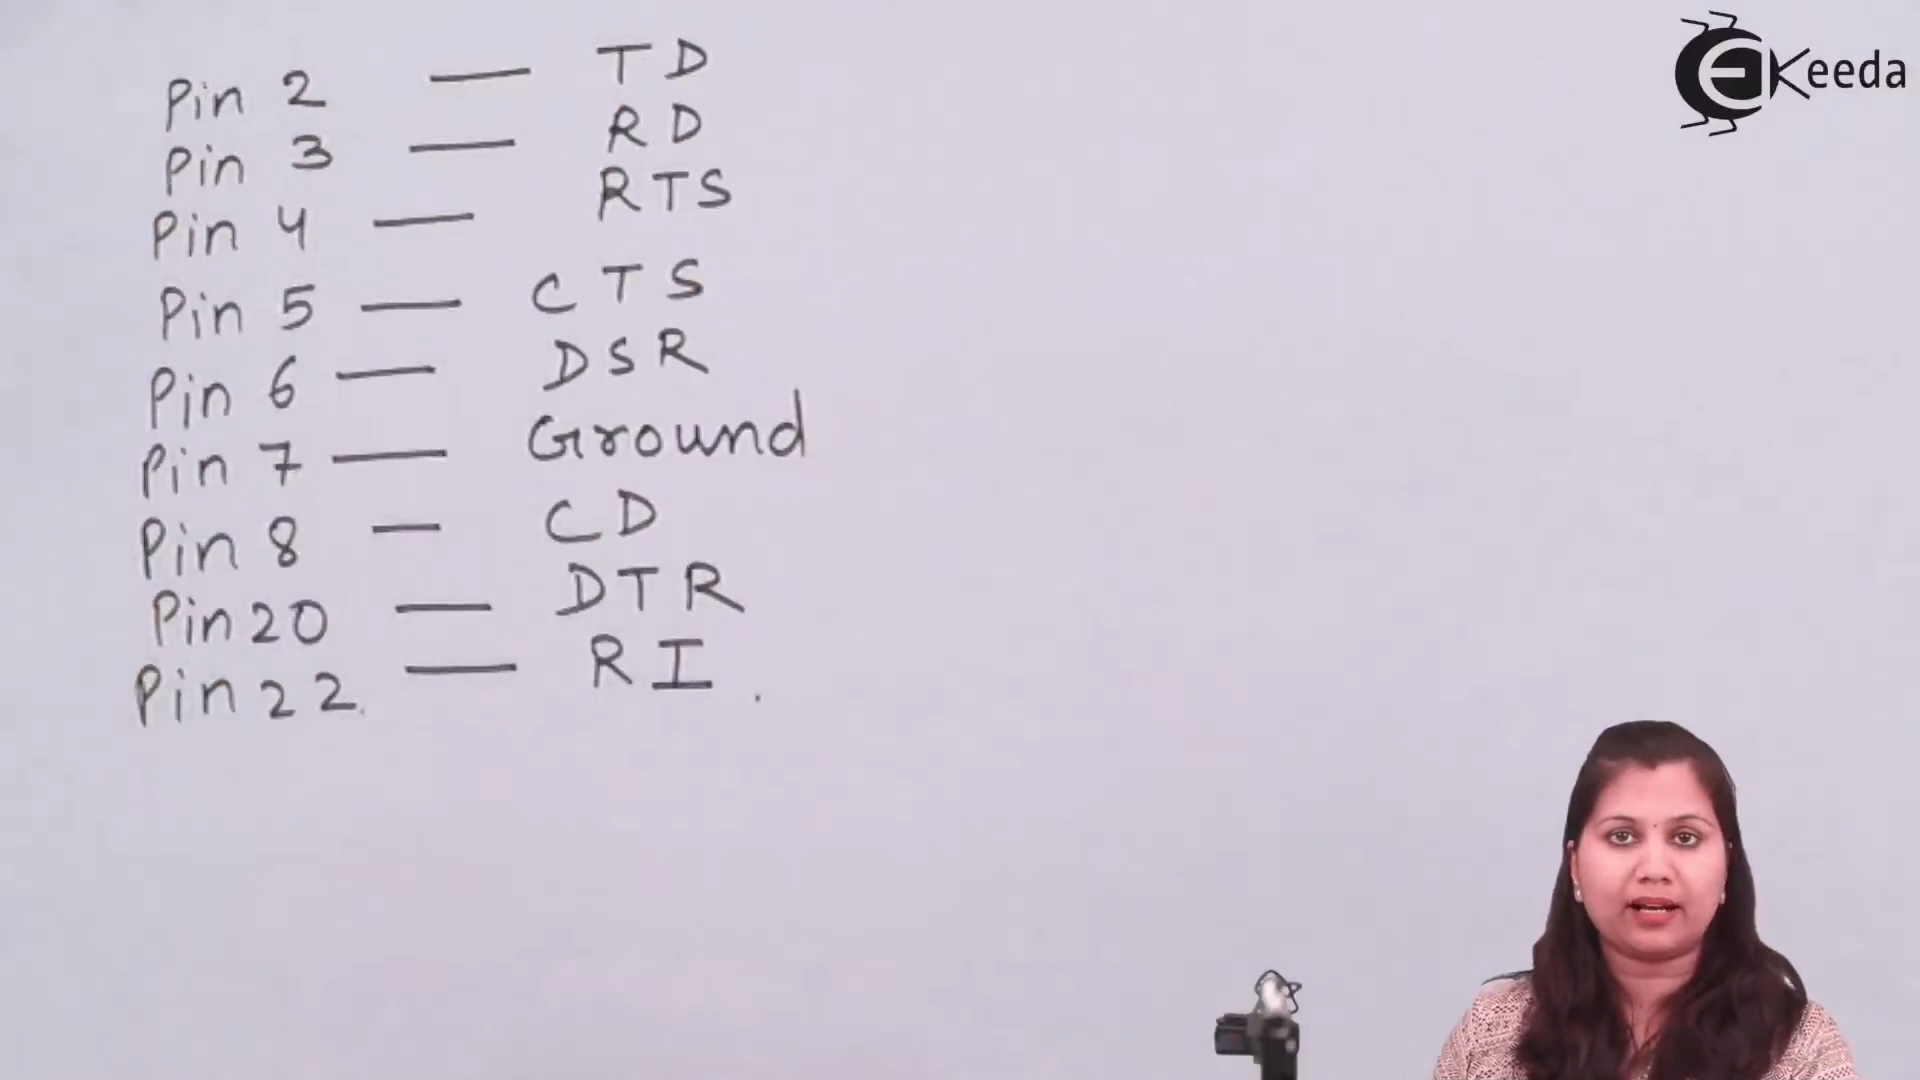 Pin 2 — TD
Pin 3 — RD
Pin 4 — RTS
Pin 5 — CTS
Pin 6 — DSR
Pin 7 — Ground
Pin 8 — CD
Pin 20 — DTR
Pin 22. — RI.
EKeeda